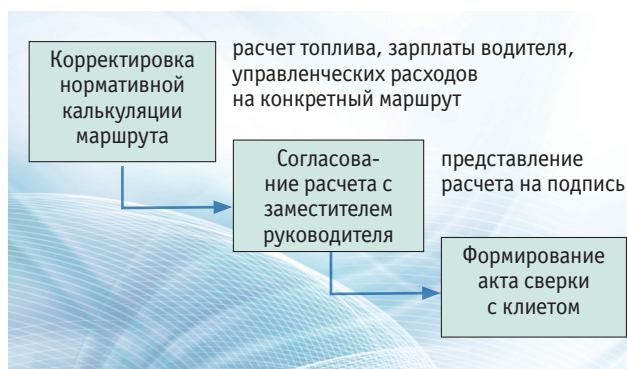 Корректировка
нормативной
калькуляции
маршрута
расчет топлива, зарплаты водителя,
управленческих расходов
на конкретный маршрут
Согласова-
ние расчета с
заместителем
руководителя
представление
расчета на подпись
Формирование
акта сверки
с клиетом